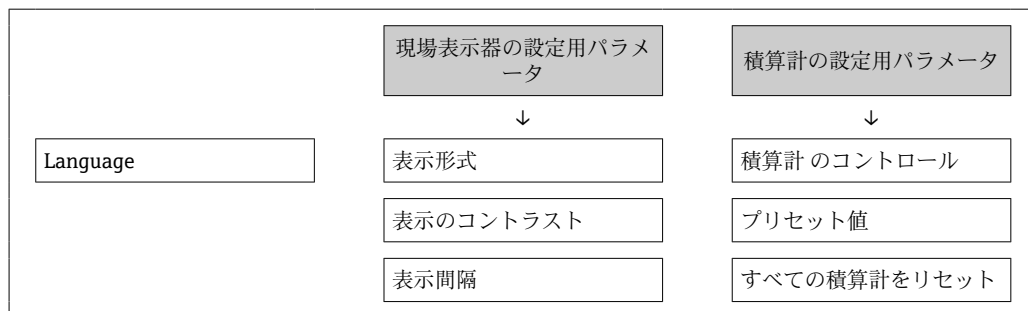 現場表示器の設定用パラメ
ータ
積算計の設定用パラメータ
↓
↓
Language
表示形式
積算計 のコントロール
表示のコントラスト
プリセット値
表示間隔
すべての積算計をリセット